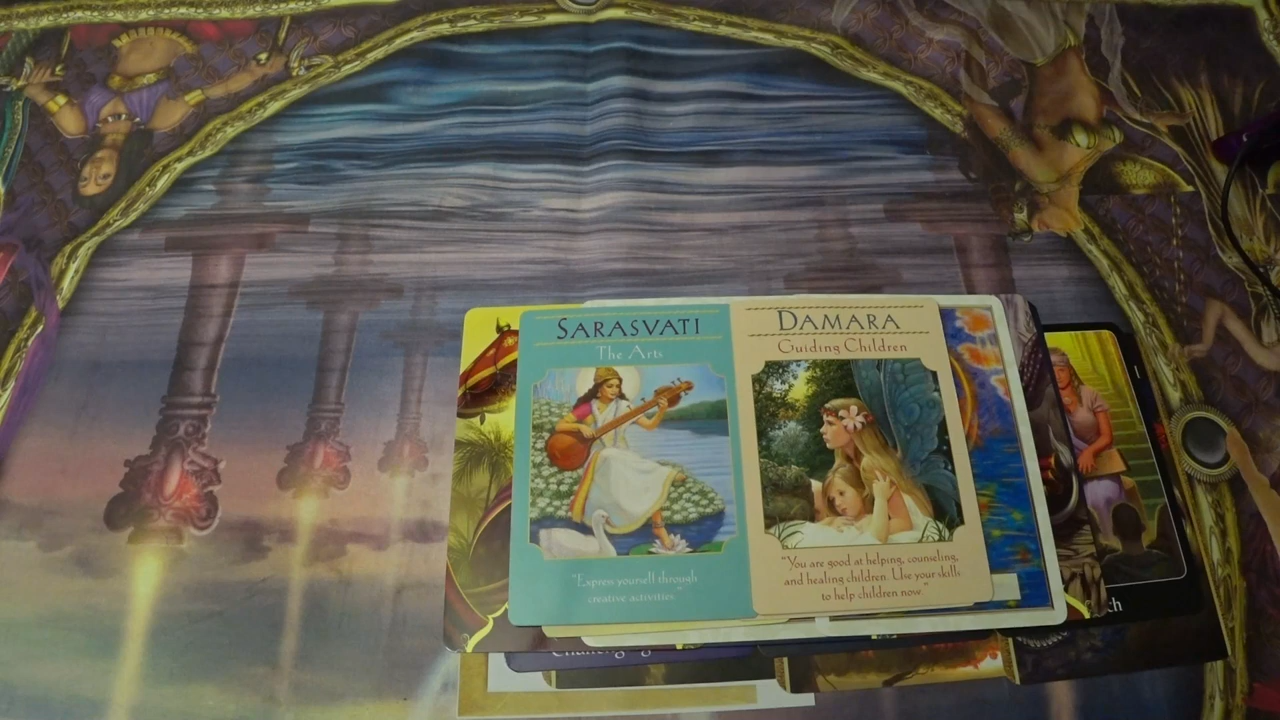 SARASVATI
The Arts
"Express yourself through
creative activities."
DAMARA
Guiding Children
"You are good at helping, counseling,
and healing children. Use your skills
to help children now."
ch